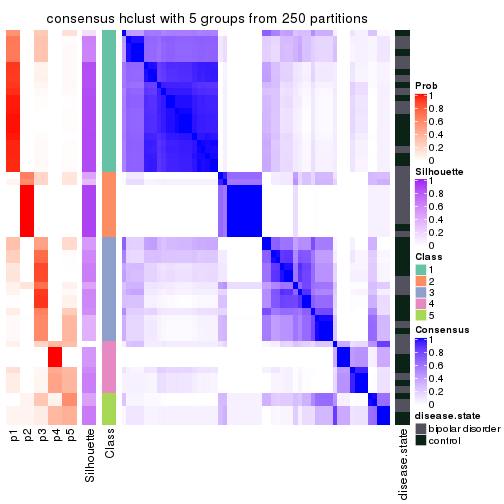 consensus hclust with 5 groups from 250 partitions
Prob
1
0.8
0.6
0.4
0.2
0
Silhouette
1
0.8
0.6
0.4
0.2
0
Class
1
2
3
4
5
Consensus
1
0.8
0.6
0.4
0.2
0
disease.state
bipolar disorder
control
p1
p2
p3
p4
p5
Silhouette
Class
disease.state